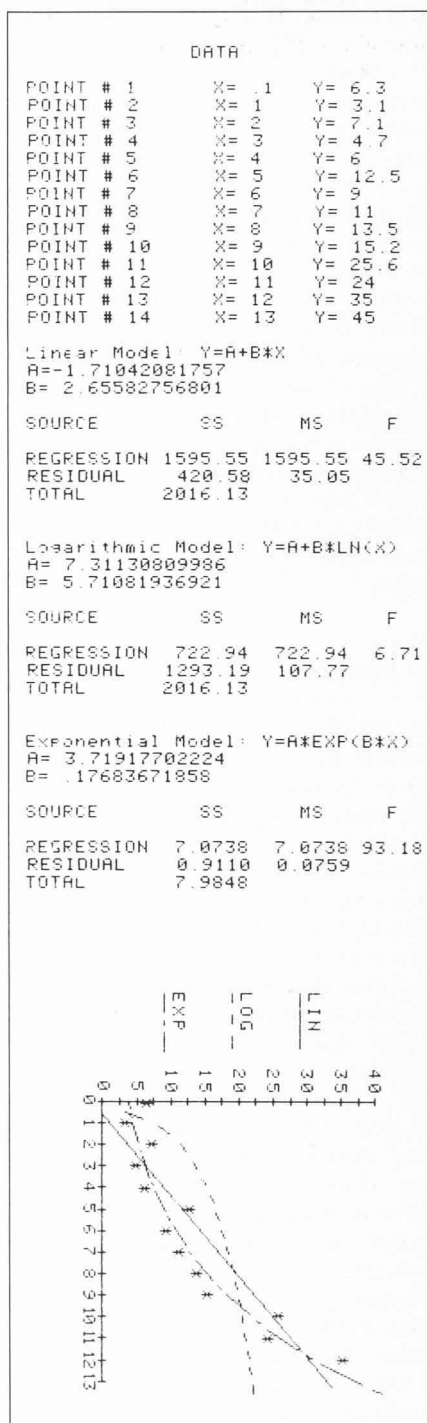 DATA
POINT # 1 X= .1 Y= 6.3
POINT # 2 X= 1 Y= 3.1
POINT # 3 X= 2 Y= 7.1
POINT # 4 X= 3 Y= 4.7
POINT # 5 X= 4 Y= 6
POINT # 6 X= 5 Y= 12.5
POINT # 7 X= 6 Y= 9
POINT # 8 X= 7 Y= 11
POINT # 9 X= 8 Y= 13.5
POINT # 10 X= 9 Y= 15.2
POINT # 11 X= 10 Y= 25.6
POINT # 12 X= 11 Y= 24
POINT # 13 X= 12 Y= 35
POINT # 14 X= 13 Y= 45
Linear Model: Y=A+B*X
A=-1.71042081757
B= 2.65582756801
SOURCE SS MS F
REGRESSION 1595.55 1595.55 45.52
RESIDUAL 420.58 35.05
TOTAL 2016.13
Logarithmic Model: Y=A+B*LN(X)
A= 7.31130809986
B= 5.71081936921
SOURCE SS MS F
REGRESSION 722.94 722.94 6.71
RESIDUAL 1293.19 107.77
TOTAL 2016.13
Exponential Model: Y=A*EXP(B*X)
A= 3.71917702224
B= .17683671858
SOURCE SS MS F
REGRESSION 7.0738 7.0738 93.18
RESIDUAL 0.9110 0.0759
TOTAL 7.9848
LIN
LOG
EXP
0 5 10 15 20 25 30 35 40
0 1 2 3 4 5 6 7 8 9 10 11 12 13